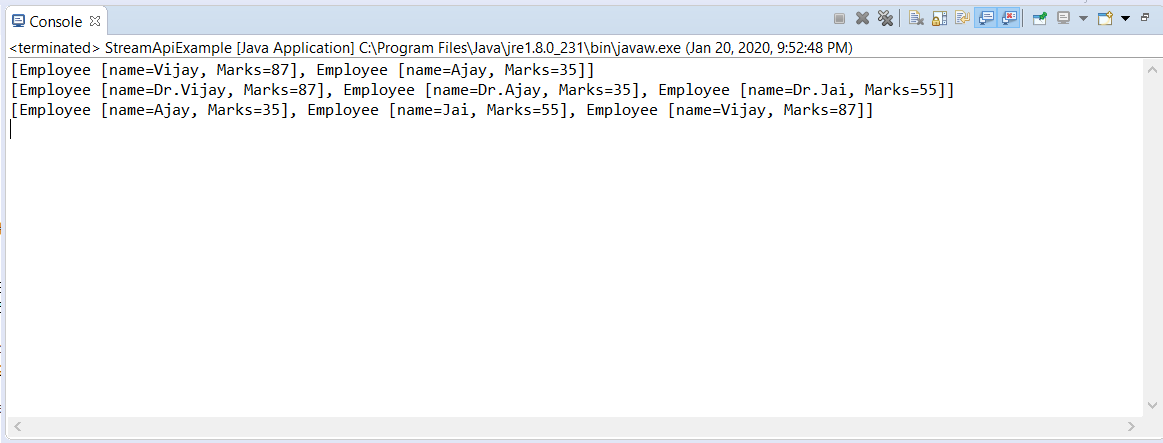 Console
<terminated> StreamApiExample [Java Application] C:\Program Files\Java\jre1.8.0_231\bin\javaw.exe (Jan 20, 2020, 9:52:48 PM)
[Employee [name=Vijay, Marks=87], Employee [name=Ajay, Marks=35]]
[Employee [name=Dr.Vijay, Marks=87], Employee [name=Dr.Ajay, Marks=35], Employee [name=Dr.Jai, Marks=55]]
[Employee [name=Ajay, Marks=35], Employee [name=Jai, Marks=55], Employee [name=Vijay, Marks=87]]